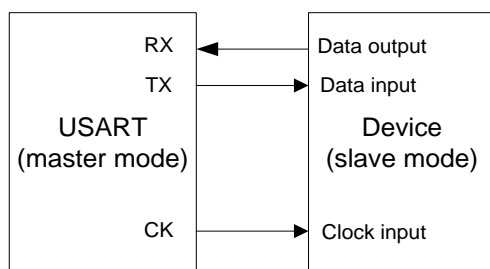 RX
Data output
TX
Data input
USART
(master mode)
Device
(slave mode)
CK
Clock input